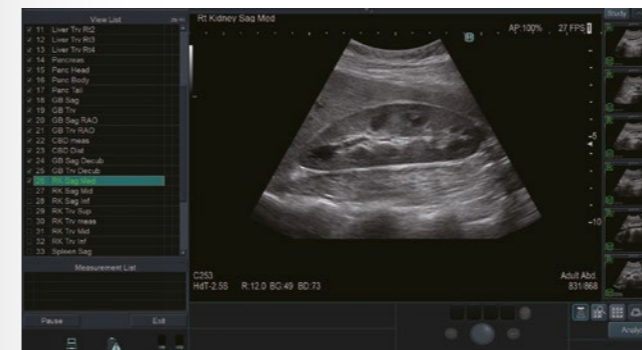 View List
11 Liver Trv Rt2
12 Liver Trv Rt3
13 Liver Trv Rt4
14 Pancreas
15 Panc Head
16 Panc Body
17 Panc Tail
18 GB Sag
19 GB Trv
20 GB Sag RAO
21 GB Trv RAO
22 CBD meas
23 CBD Dist
24 GB Sag Decub
25 GB Trv Decub
26 RK Sag Med
27 RK Sag Mid
28 RK Sag Inf
29 RK Trv Sup
30 RK Trv meas
31 RK Trv Mid
32 RK Trv Inf
33 Spleen Sag
Measurement List
Pause Exit
Rt Kidney Sag Med
AP:100% 27 FPS
5
10
C253
HdT-2.5S R:12.0 BG:49 BD:73
Adult Abd.
831/868
Study
Analy